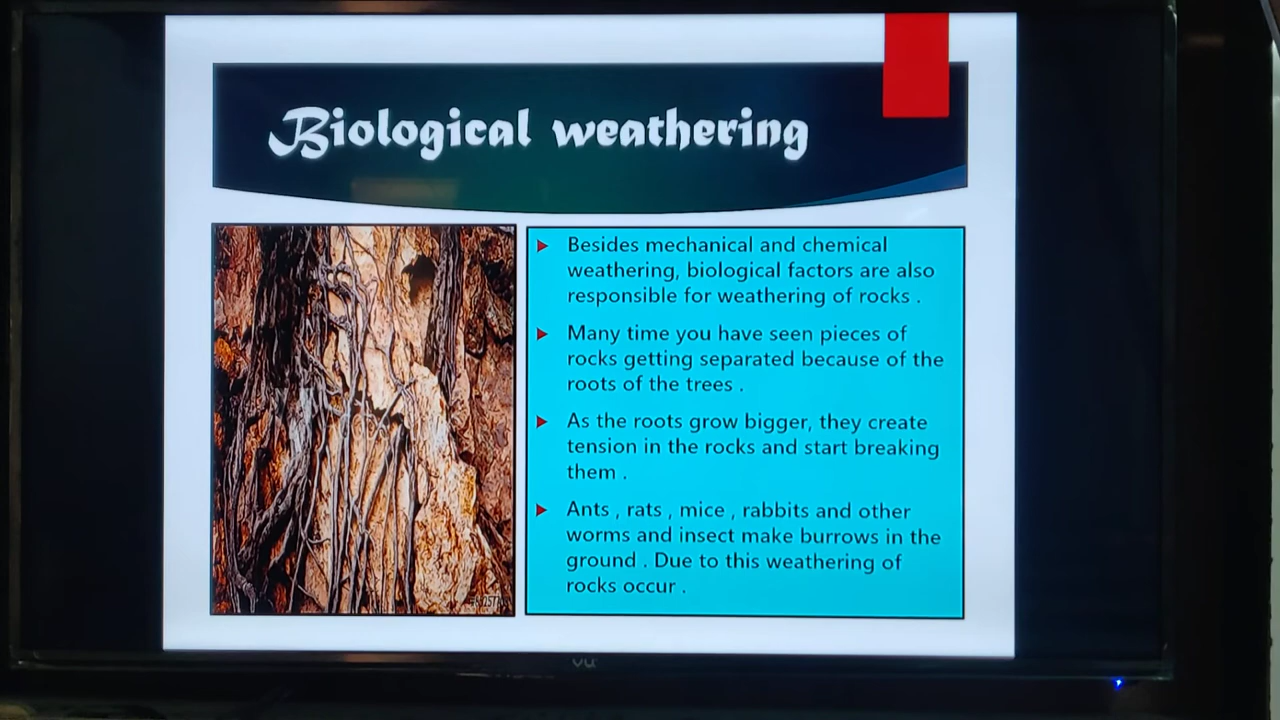 Biological weathering
Besides mechanical and chemical
weathering, biological factors are also
responsible for weathering of rocks .
Many time you have seen pieces of
rocks getting separated because of the
roots of the trees .
As the roots grow bigger, they create
tension in the rocks and start breaking
them .
Ants , rats , mice , rabbits and other
worms and insect make burrows in the
ground . Due to this weathering of
rocks occur .
vu